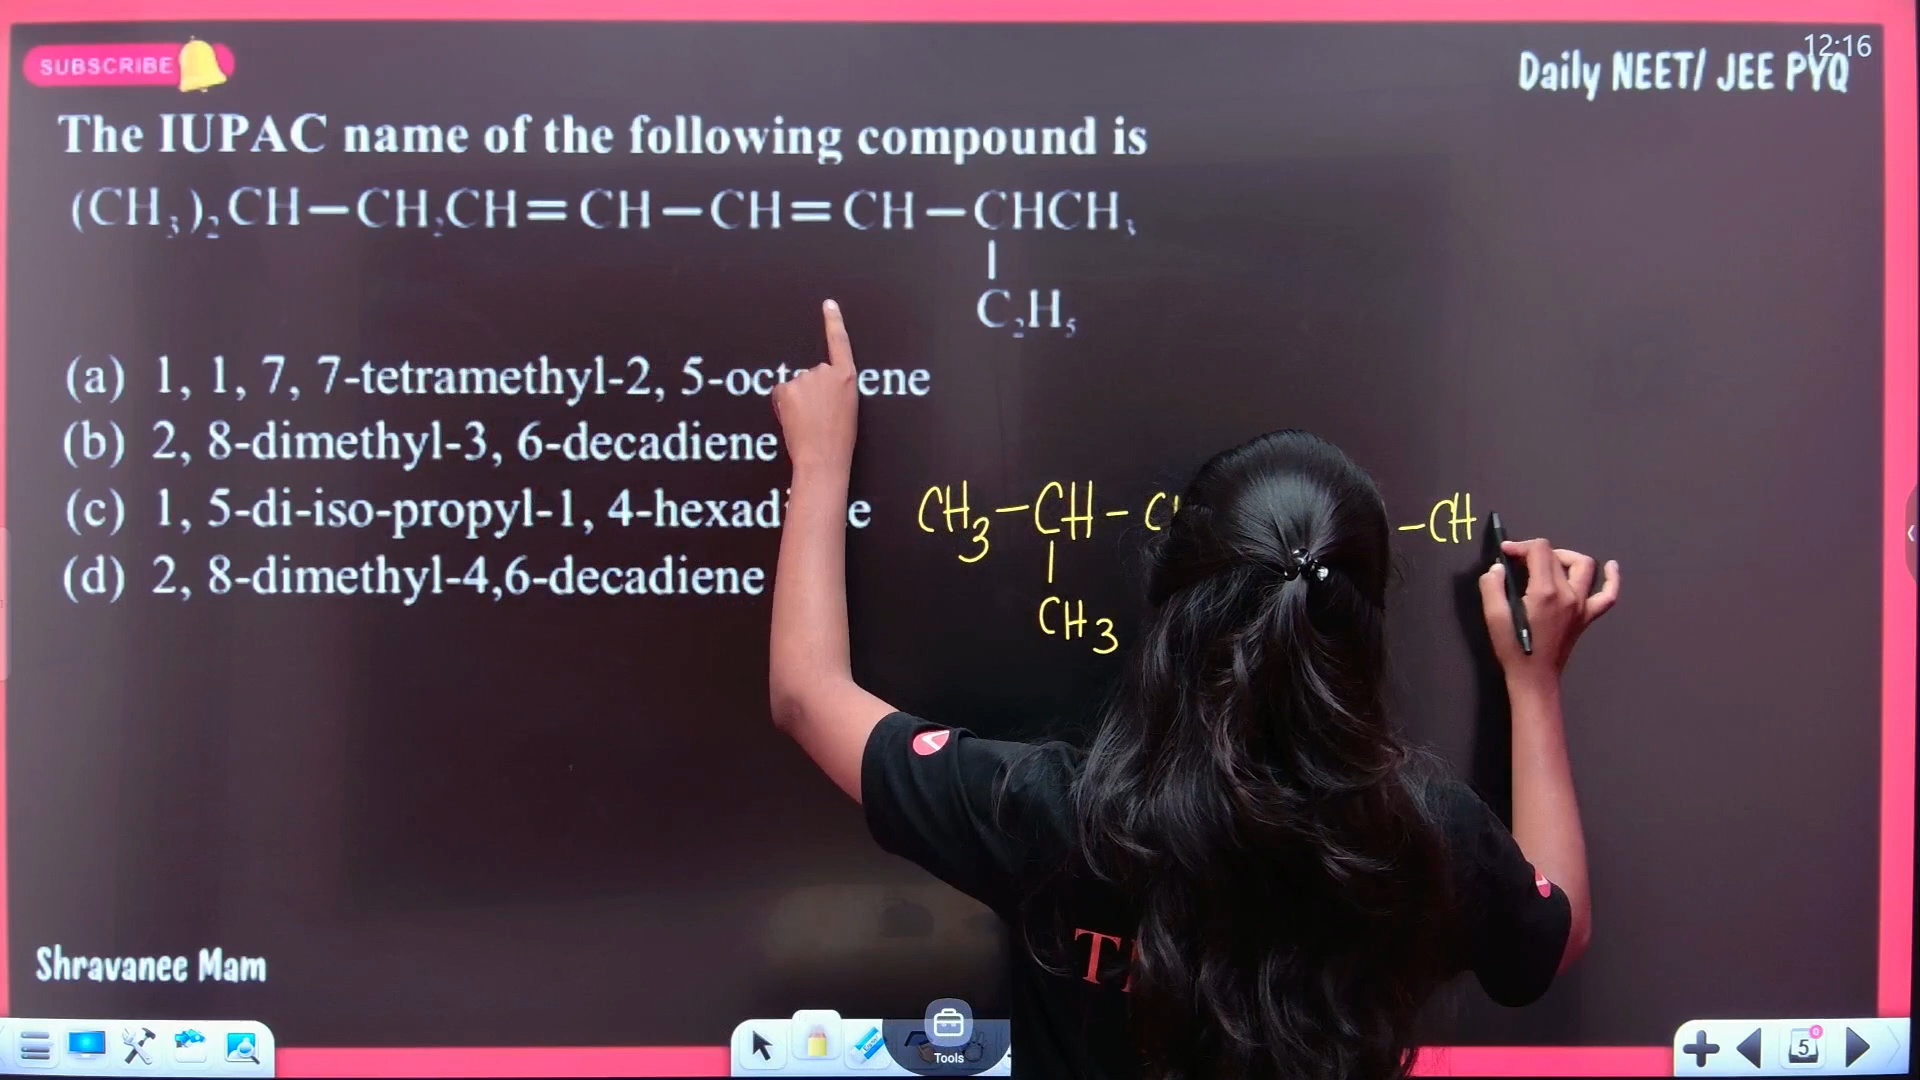 SUBSCRIBE
12:16
Daily NEET/ JEE PYQ
The IUPAC name of the following compound is
(CH₃)₂CH—CH₂CH=CH—CH=CH—CHCH₃
|
C₂H₅
(a) 1, 1, 7, 7-tetramethyl-2, 5-oct ene
(b) 2, 8-dimethyl-3, 6-decadiene
(c) 1, 5-di-iso-propyl-1, 4-hexad e
(d) 2, 8-dimethyl-4,6-decadiene
CH₃—CH—C —CH
|
CH₃
Shravanee Mam
Tools
5
0